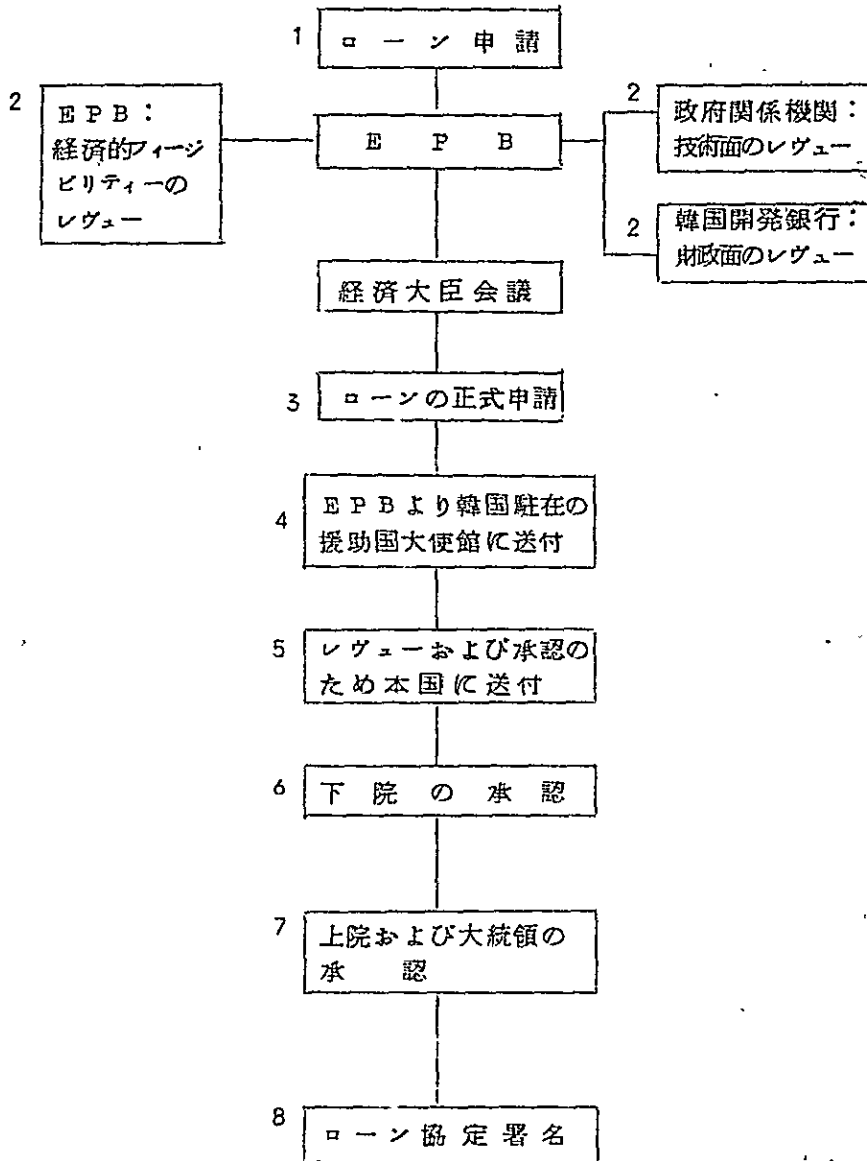 1 ローン申請
2 EPB：
経済的フィージ
ビリティーの
レヴュー
EPB
2 政府関係機関：
技術面のレヴュー
2 韓国開発銀行：
財政面のレヴュー
経済大臣会議
3 ローンの正式申請
4 EPBより韓国駐在の
援助国大使館に送付
5 レヴューおよび承認の
ため本国に送付
6 下院の承認
7 上院および大統領の
承認
8 ローン協定署名